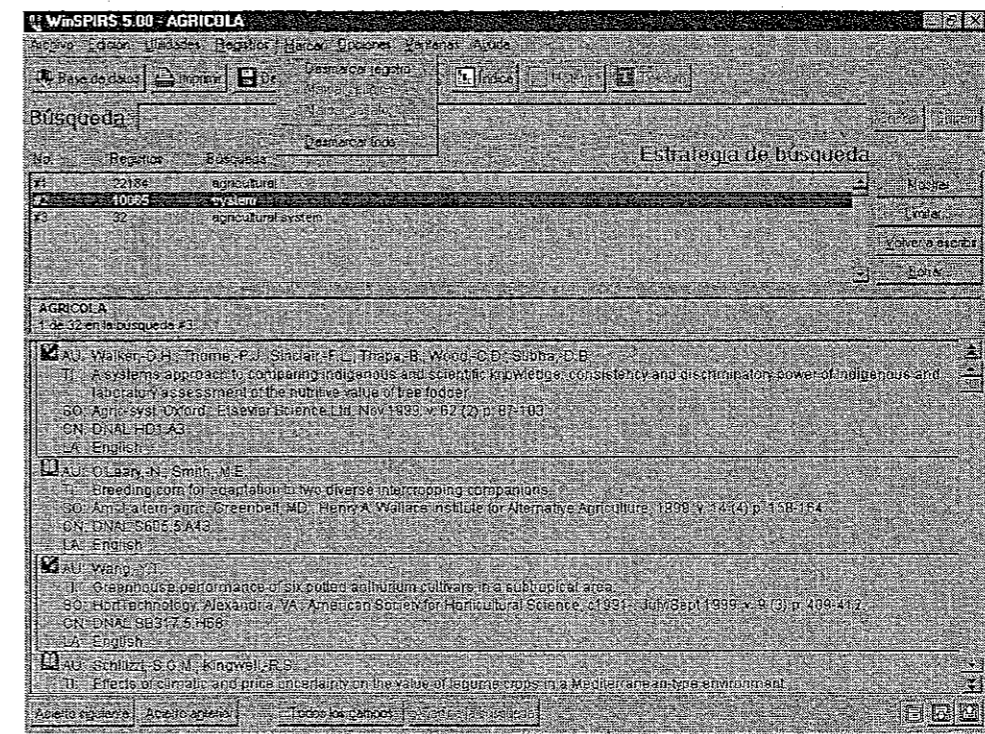 WinSPIRS 5.00 - AGRICOLA
Archivo Edición Utilidades Registros Marcar Opciones Ventanas Ayuda
Base de datos Imprimir Índice
Desmarcar registro
Desmarcar todo
Búsqueda
No. Registros Búsqueda Estrategia de búsqueda
#1 22184 agricultural
#2 10065 system
#3 32 agricultural system
Mostrar
Limitar...
Volver a escribir
Borrar
AGRICOLA
1 de 32 en la búsqueda #3
AU: Walker,-D.H.; Thorne,-P.J.; Sinclair,-F.L.; Thapa,-B.; Wood,-C.D.; Subba,-D.B.
TI: A systems approach to comparing indigenous and scientific knowledge: consistency and discriminatory power of indigenous and
laboratory assessment of the nutritive value of tree fodder.
SO: Agric-syst. Oxford : Elsevier Science Ltd. Nov 1999. v. 62 (2) p. 87-103.
CN: DNAL HD1.A3
LA: English
AU: O'Leary,-N.; Smith,-M.E.
TI: Breeding corn for adaptation to two diverse intercropping companions.
SO: Am-j-altern-agric. Greenbelt, MD : Henry A. Wallace Institute for Alternative Agriculture. 1999. v. 14 (4) p. 158-164.
CN: DNAL S605.5.A43
LA: English
AU: Wang,-Y.T.
TI: Greenhouse performance of six potted anthurium cultivars in a subtropical area.
SO: HortTechnology. Alexandria, VA : American Society for Horticultural Science, c1991-. July/Sept 1999. v. 9 (3) p. 409-412.
CN: DNAL SB317.5.H68
LA: English
AU: Schilizzi,-S.G.M.; Kingwell,-R.S.
TI: Effects of climatic and price uncertainty on the value of legume crops in a Mediterranean-type environment.
Acierto siguiente Acierto anterior Todos los campos